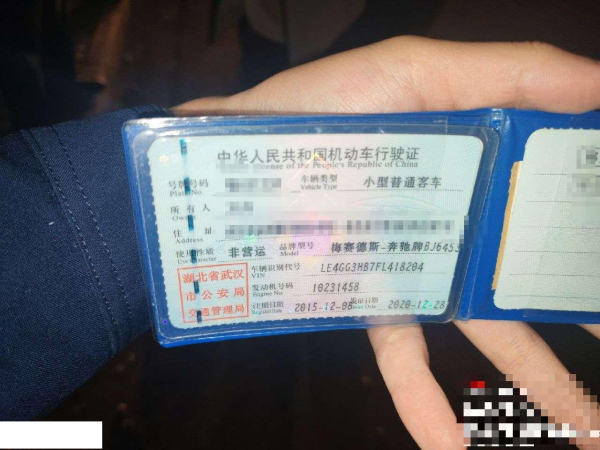 中华人民共和国机动车行驶证
License of the People's Republic of China
号牌号码 车辆类型 小型普通客车
Plate No. Vehicle Type
所有人
住 址
Address
使用性质 非营运 品牌型号 梅赛德斯-奔驰牌BJ6453
Use Character Model
湖北省武汉 车辆识别代号 LE4GG3HB7FL418204
VIN
市公安局 发动机号码 10231458
Engine No.
交通管理局 注册日期 2015-12-08 发证日期 2020-12-28